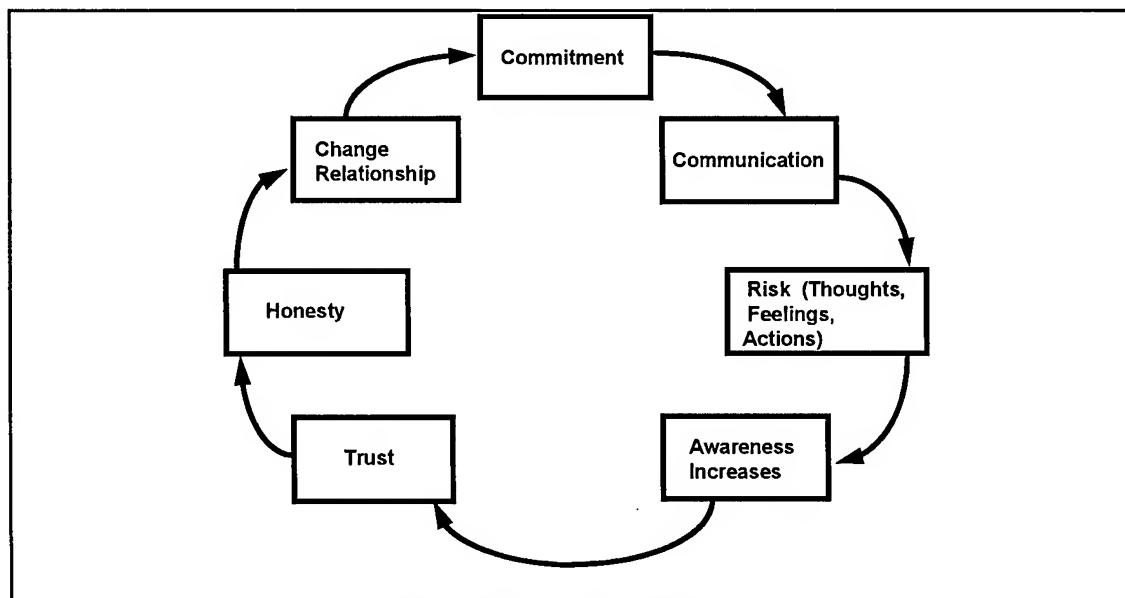 Commitment
Communication
Risk (Thoughts,
Feelings,
Actions)
Awareness
Increases
Trust
Honesty
Change
Relationship